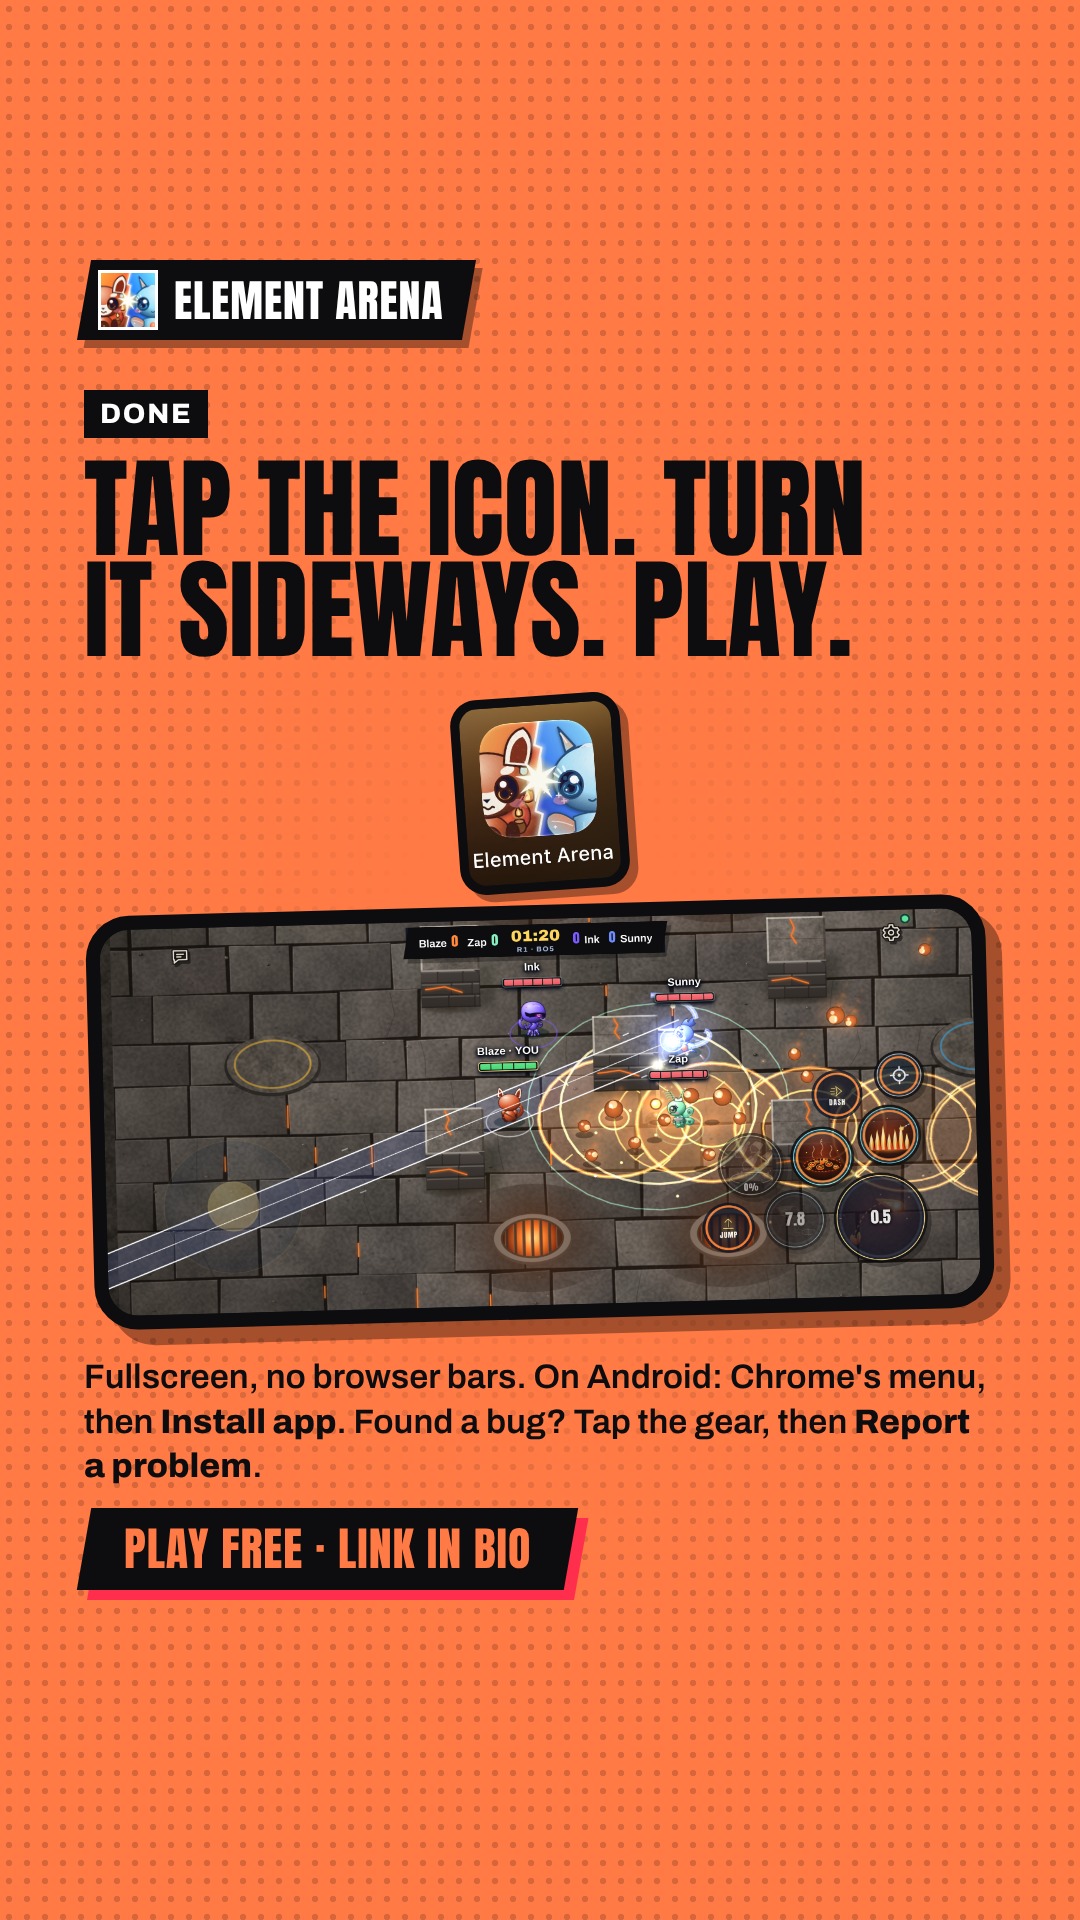 ELEMENT ARENA
DONE
TAP THE ICON. TURN
IT SIDEWAYS. PLAY.
Element Arena
Blaze 0 Zap 0 01:20 0 Ink 0 Sunny
R1 · BO5
Ink
Sunny
Blaze · YOU
Zap
DASH
0%
7.8
0.5
JUMP
Fullscreen, no browser bars. On Android: Chrome's menu,
then Install app. Found a bug? Tap the gear, then Report
a problem.
PLAY FREE · LINK IN BIO